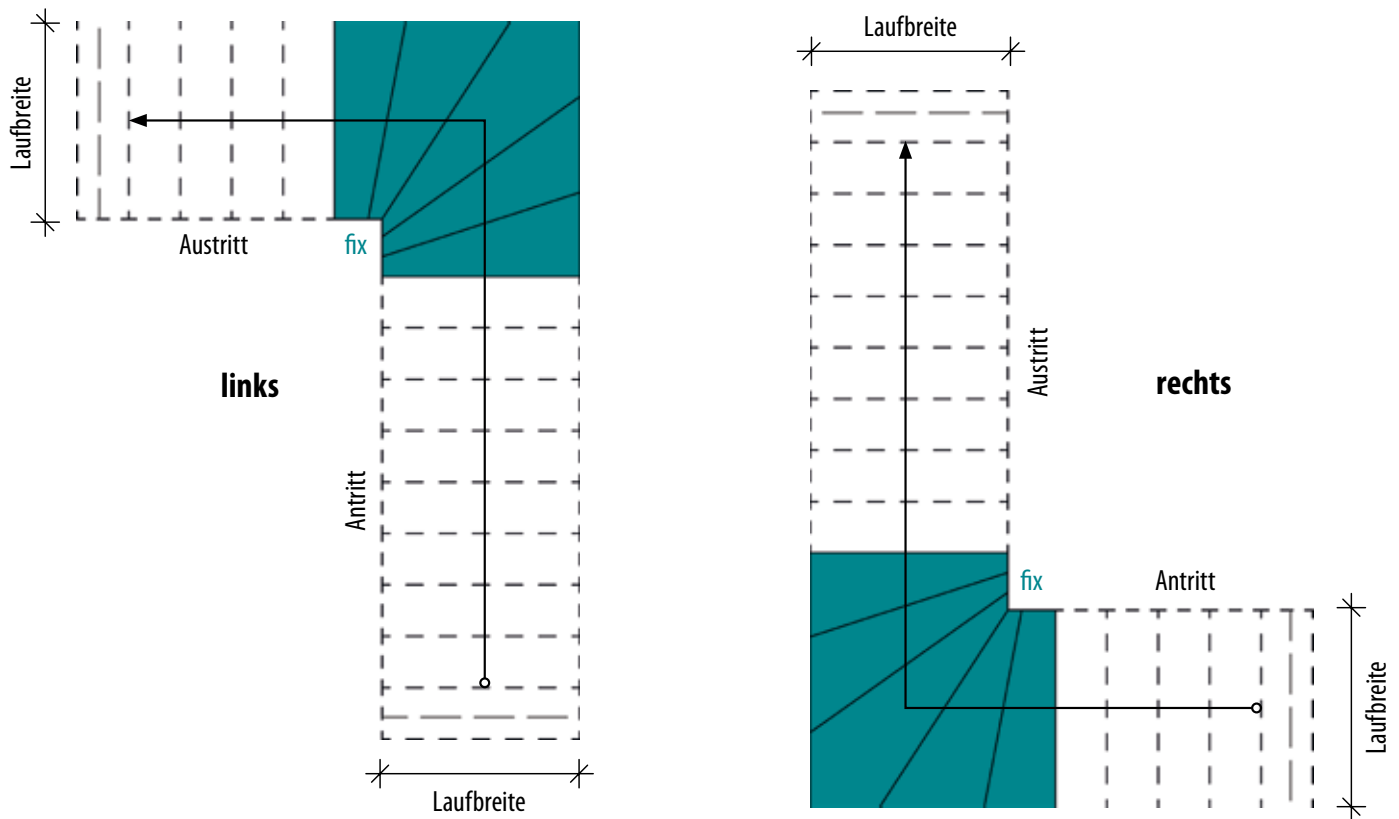 Laufbreite
Austritt
fix
links
Antritt
Laufbreite
Laufbreite
Austritt
rechts
fix
Antritt
Laufbreite